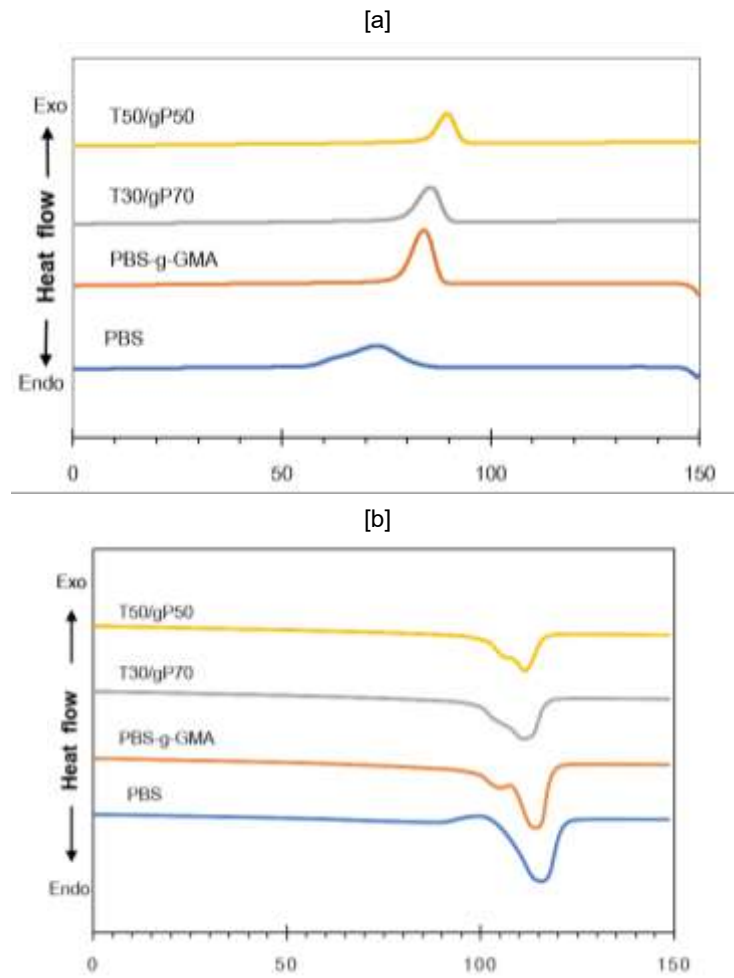 [a]
Exo
T50/gP50
T30/gP70
PBS-g-GMA
PBS
Heat flow
Endo
0 50 100 150
[b]
Exo
T50/gP50
T30/gP70
PBS-g-GMA
PBS
Heat flow
Endo
0 50 100 150